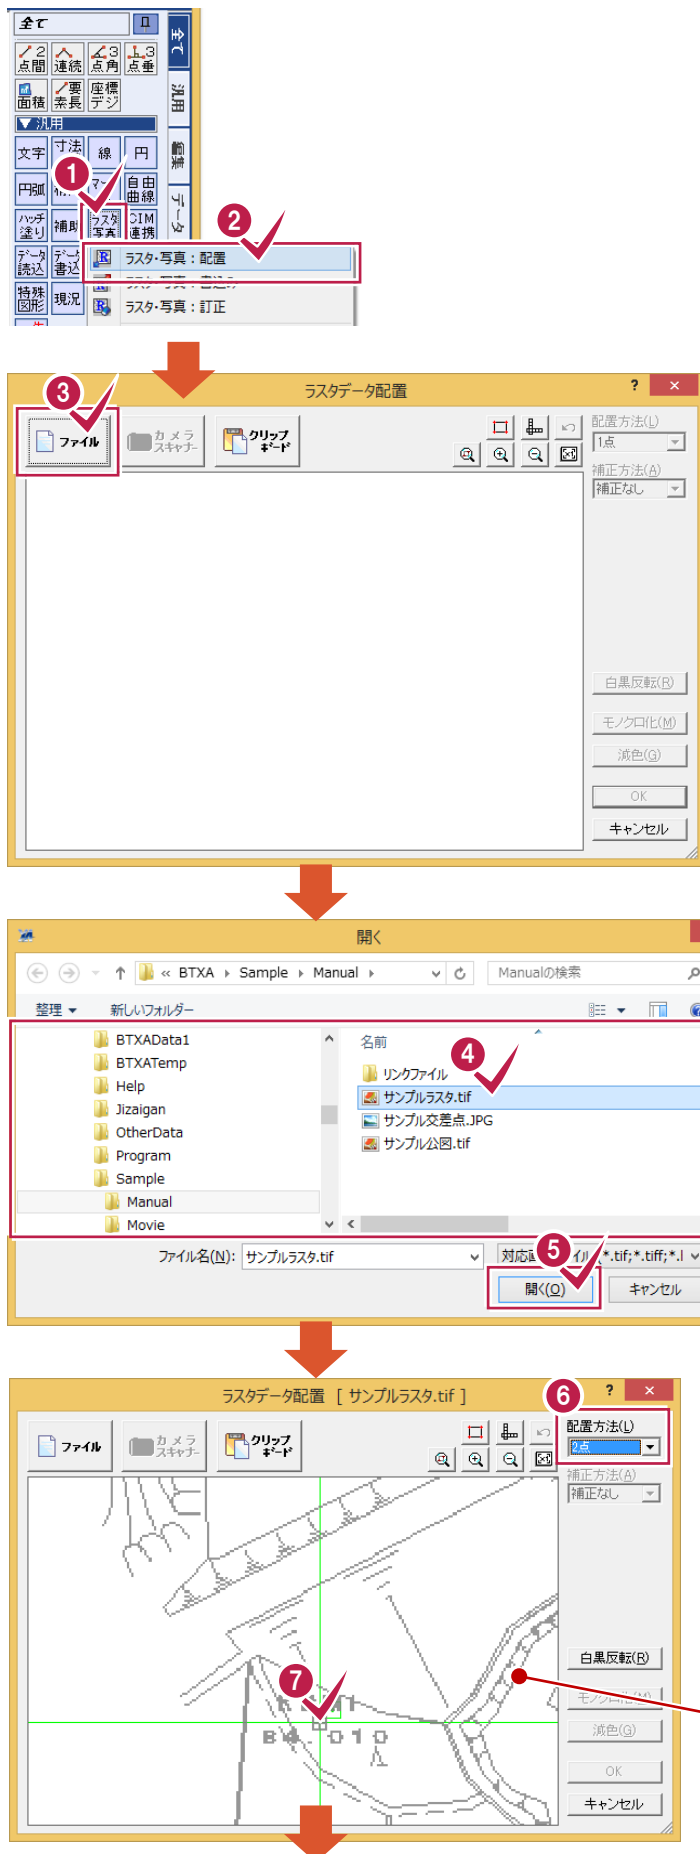 全て
全て
2
点間
連続
3
点角
3
点垂
面積
要
素長
座標
デジ
汎用
▼ 汎用
文字
寸法
線
円
編集
1
円弧
自由
曲線
ハッチ
塗り
補助
ラスタ
写真
CIM
連携
データ
2
データ
読込
データ
書込
ラスタ・写真：配置
特殊
図形
現況
ラスタ・写真：訂正
3
ラスタデータ配置
?
×
ファイル
カメラ
スキャナー
クリップ
ボード
配置方法(L)
1点
補正方法(A)
補正なし
白黒反転(R)
モノクロ化(M)
減色(G)
OK
キャンセル
開く
« BTXA ▸ Sample ▸ Manual ▸
Manualの検索
整理 ▼
新しいフォルダー
BTXAData1
BTXATemp
Help
Jizaigan
OtherData
Program
Sample
Manual
Movie
名前
4
リンクファイル
サンプルラスタ.tif
サンプル交差点.JPG
サンプル公図.tif
ファイル名(N):
サンプルラスタ.tif
5
*.tif;*.tiff;*.l
開く(O)
キャンセル
ラスタデータ配置 [ サンプルラスタ.tif ]
6
?
×
ファイル
カメラ
スキャナー
クリップ
ボード
配置方法(L)
2点
補正方法(A)
補正なし
7
白黒反転(R)
減色(G)
OK
キャンセル